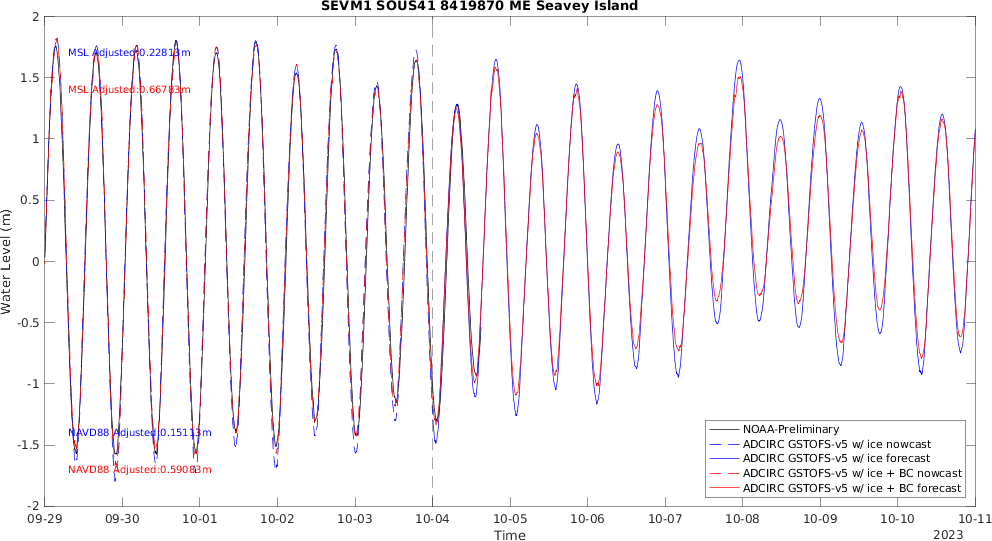 SEVM1 SOUS41 8419870 ME Seavey Island
2
1.5
1
0.5
0
-0.5
-1
-1.5
-2
Water Level (m)
MSL Adjusted:0.22813m
MSL Adjusted:0.66783m
NAVD88 Adjusted:0.15113m
NAVD88 Adjusted:0.59083m
NOAA-Preliminary
ADCIRC GSTOFS-v5 w/ ice nowcast
ADCIRC GSTOFS-v5 w/ ice forecast
ADCIRC GSTOFS-v5 w/ ice + BC nowcast
ADCIRC GSTOFS-v5 w/ ice + BC forecast
09-29 09-30 10-01 10-02 10-03 10-04 10-05 10-06 10-07 10-08 10-09 10-10 10-11
Time
2023